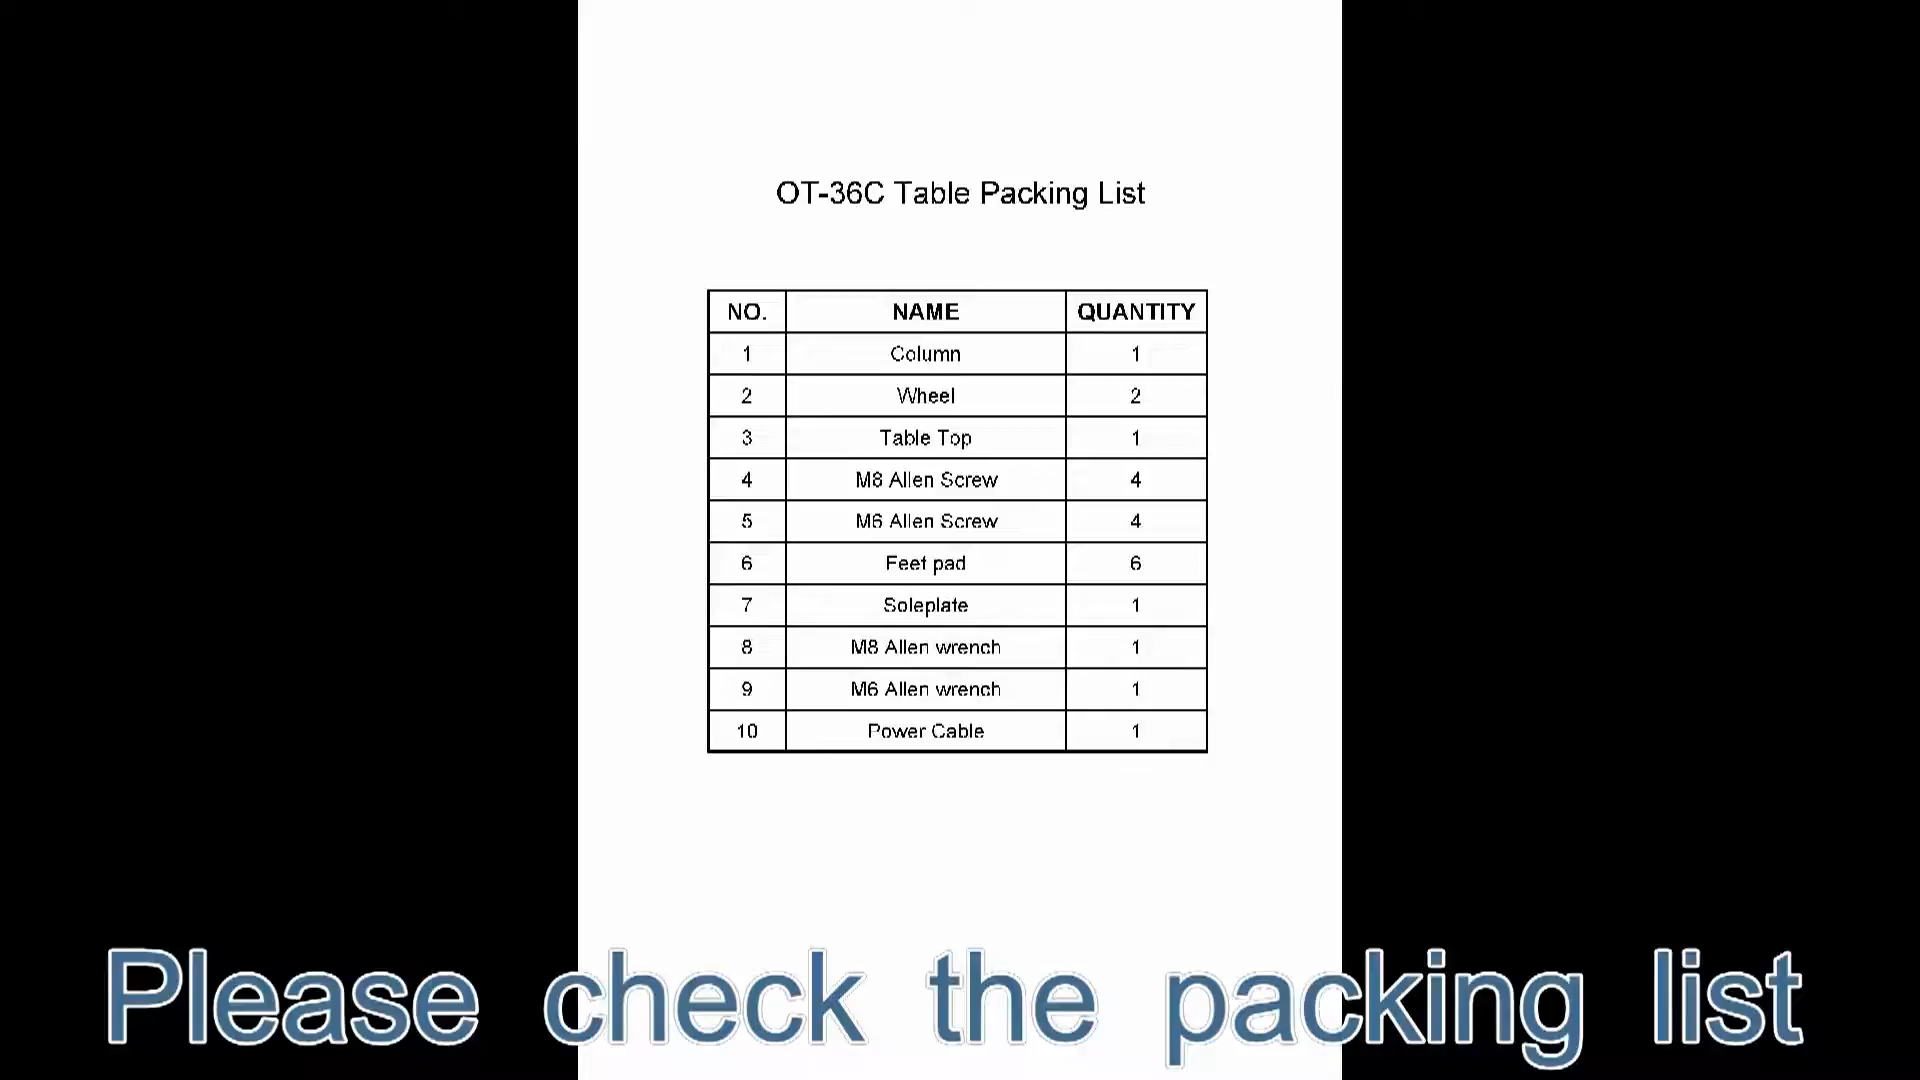 OT-36C Table Packing List
NO. NAME QUANTITY
1 Column 1
2 Wheel 2
3 Table Top 1
4 M8 Allen Screw 4
5 M6 Allen Screw 4
6 Feet pad 6
7 Soleplate 1
8 M8 Allen wrench 1
9 M6 Allen wrench 1
10 Power Cable 1
Please check the packing list